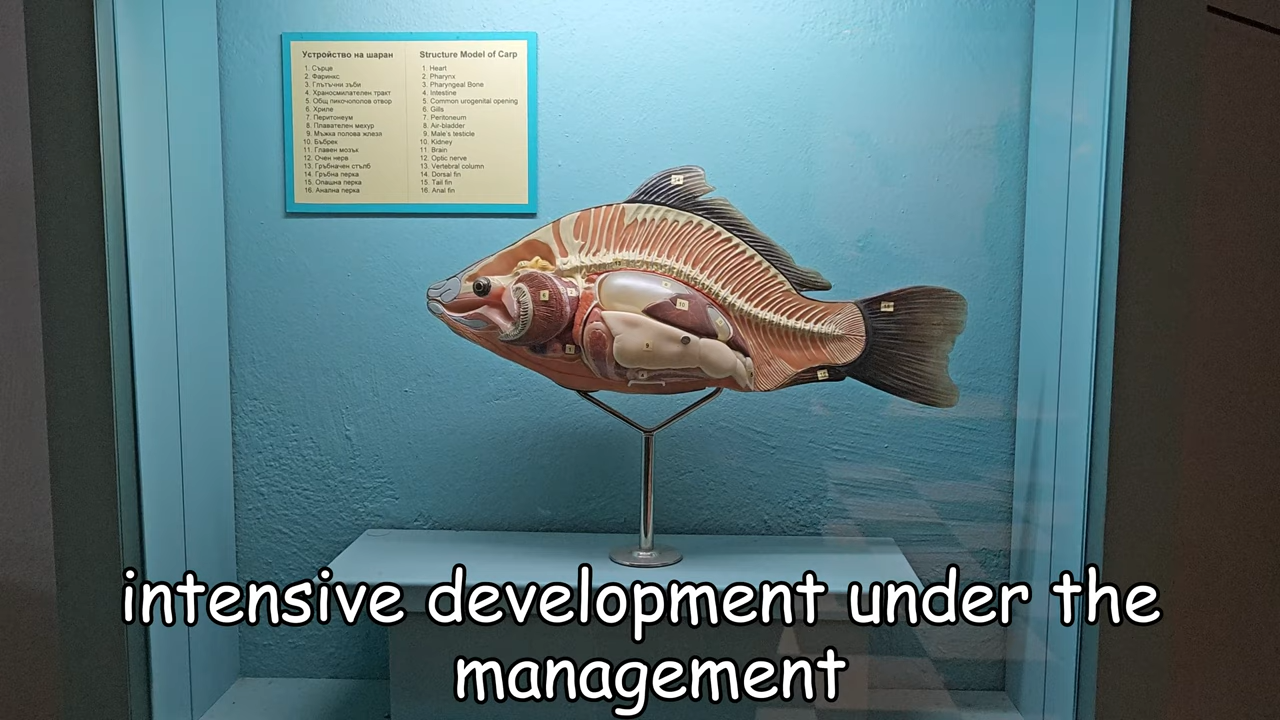 Устройство на шаран
1. Сърце
2. Фаринкс
3. Глътъчни зъби
4. Храносмилателен тракт
5. Общ пикочополов отвор
6. Хриле
7. Перитонеум
8. Плавателен мехур
9. Мъжка полова жлезя
10. Бъбрек
11. Главен мозък
12. Очен нерв
13. Гръбначен стълб
14. Гръбна перка
15. Опашна перка
16. Анална перка
Structure Model of Carp
1. Heart
2. Pharynx
3. Pharyngeal Bone
4. Intestine
5. Common urogenital opening
6. Gills
7. Peritoneum
8. Air-bladder
9. Male's testicle
10. Kidney
11. Brain
12. Optic nerve
13. Vertebral column
14. Dorsal fin
15. Tail fin
16. Anal fin
14
10
9
intensive development under the
management